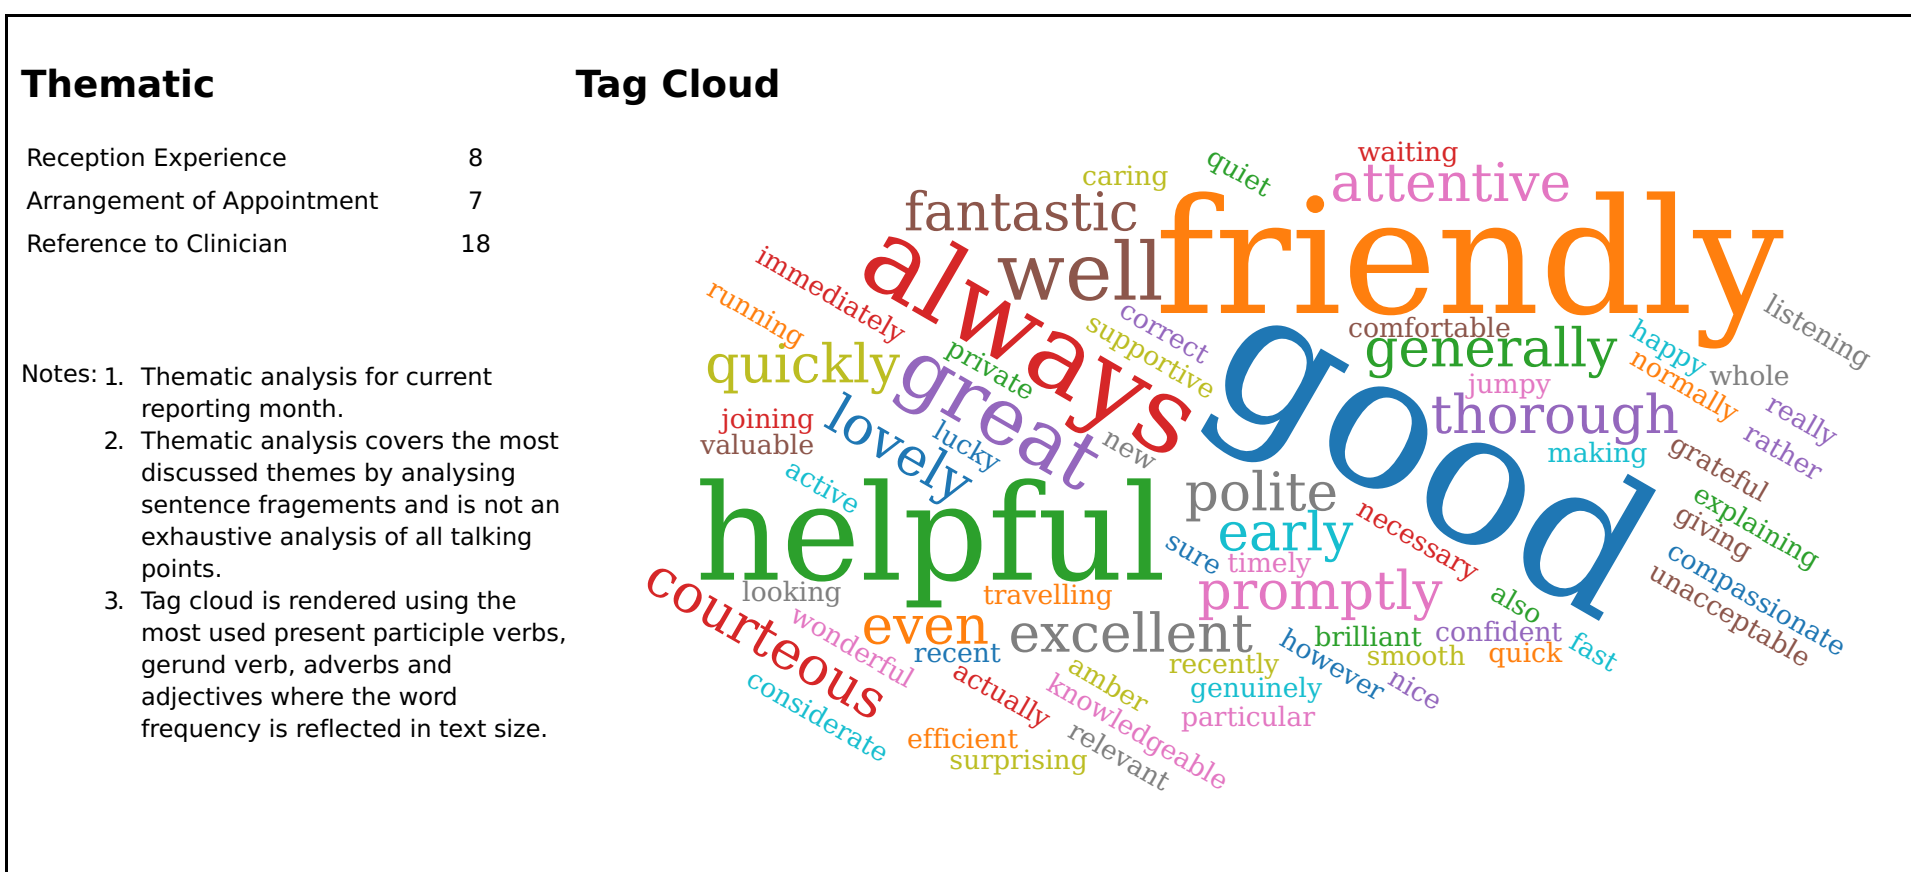 Thematic
Tag Cloud
Reception Experience 8
Arrangement of Appointment 7
Reference to Clinician 18
Notes: 1. Thematic analysis for current
reporting month.
2. Thematic analysis covers the most
discussed themes by analysing
sentence fragements and is not an
exhaustive analysis of all talking
points.
3. Tag cloud is rendered using the
most used present participle verbs,
gerund verb, adverbs and
adjectives where the word
frequency is reflected in text size.
waiting
quiet
caring
attentive
fantastic
friendly
always
well
immediately
running
listening
correct
supportive
comfortable
happy
generally
good
private
quickly
great
normally
whole
jumpy
lovely
joining
thorough
really
valuable
lucky
new
rather
making
grateful
active
helpful
polite
explaining
necessary
early
giving
sure
timely
compassionate
courteous
looking
travelling
promptly
unacceptable
also
wonderful
even
excellent
recent
however
brilliant
confident
fast
smooth
quick
recently
amber
actually
considerate
knowledgeable
genuinely
nice
particular
efficient
surprising
relevant